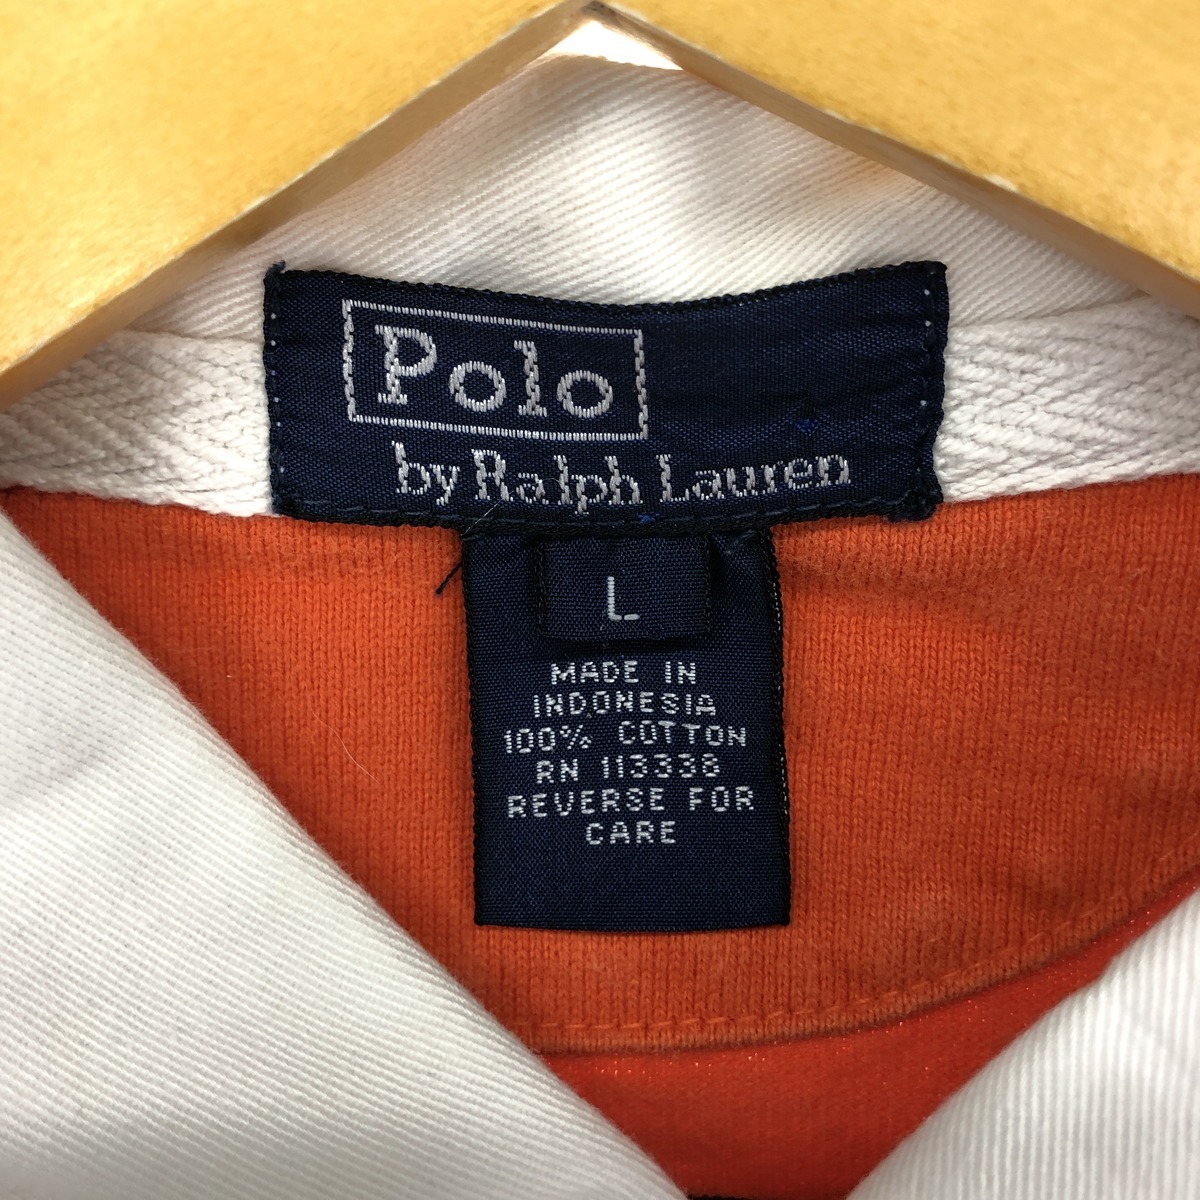 Polo
by Ralph Lauren
L
MADE IN
INDONESIA
100% COTTON
RN 113338
REVERSE FOR
CARE